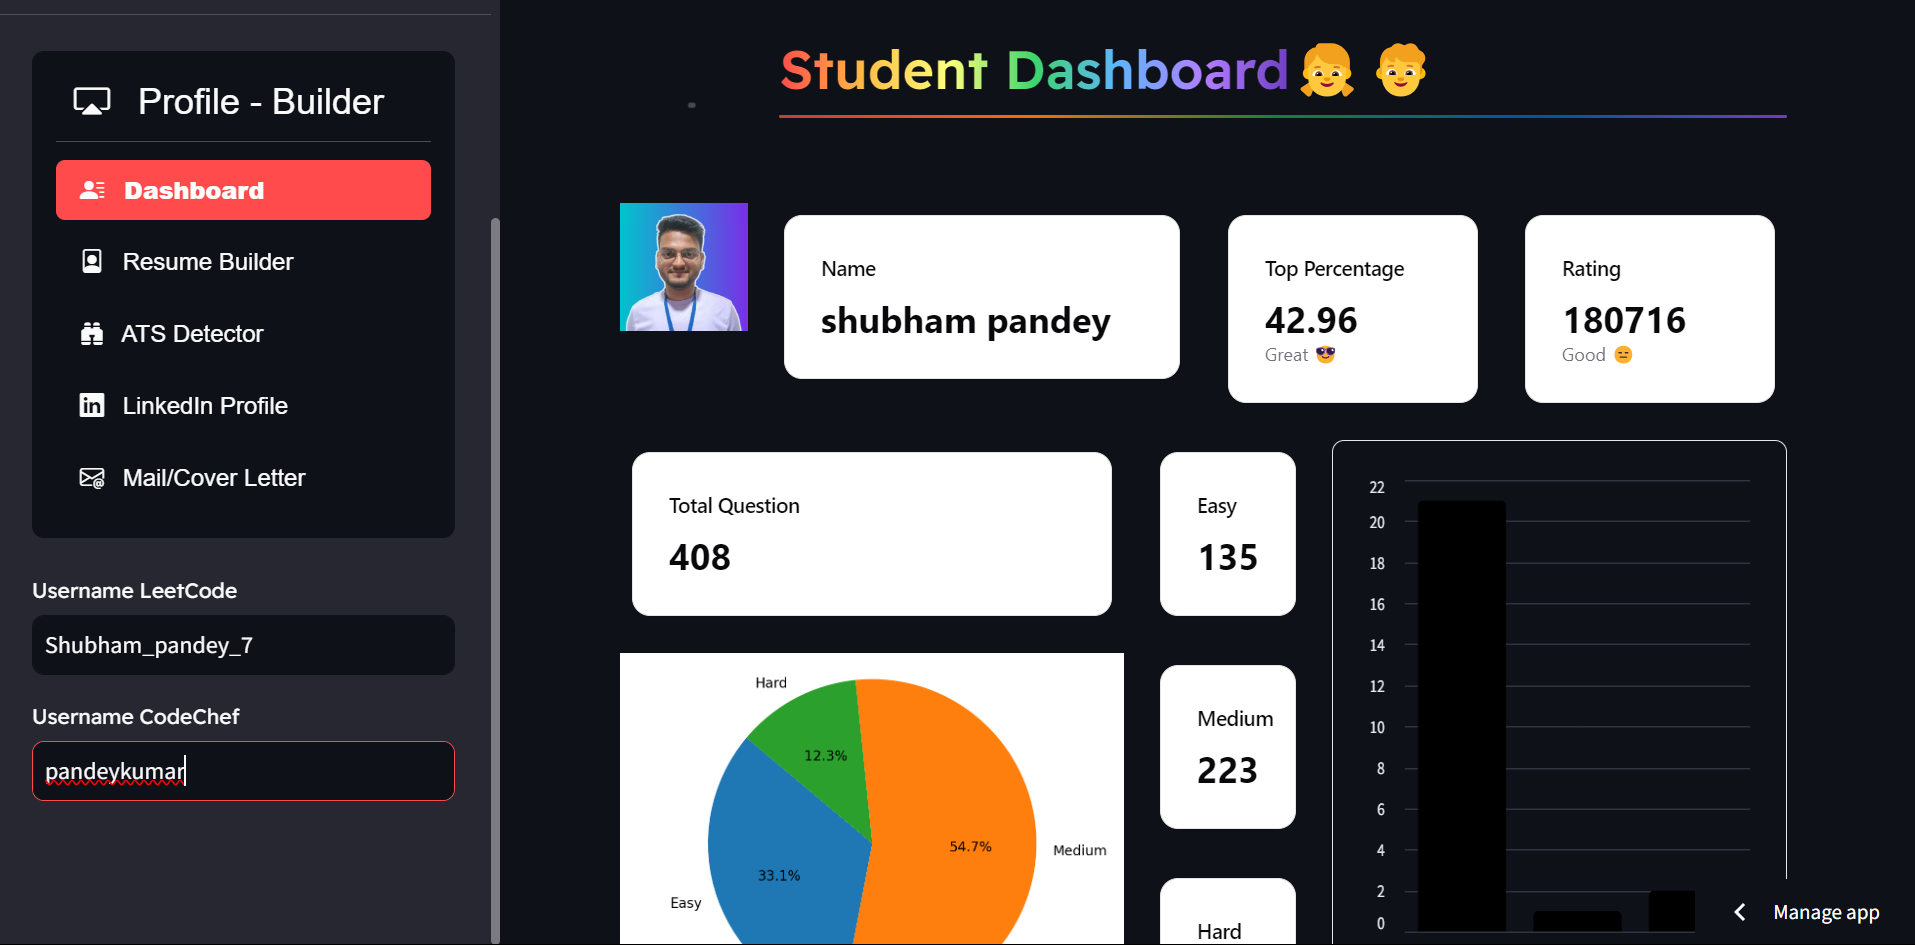 Profile - Builder
Dashboard
Resume Builder
ATS Detector
LinkedIn Profile
Mail/Cover Letter
Username LeetCode
Shubham_pandey_7
Username CodeChef
pandeykumar
Student Dashboard
Name
shubham pandey
Top Percentage
42.96
Great
Rating
180716
Good
Total Question
408
Easy
135
Medium
223
Hard
Hard
12.3%
54.7%
Medium
33.1%
Easy
22
20
18
16
14
12
10
8
6
4
2
0
Manage app